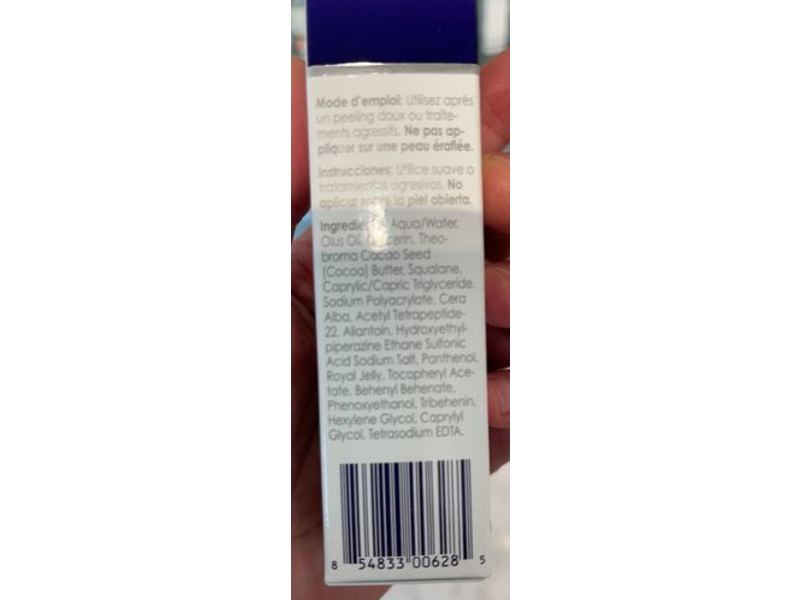 Mode d'emploi: Utilisez après
un peeling doux ou traite-
ments agressifs. Ne pas ap-
pliquer sur une peau éraflée.
Instrucciones: Utilice suave o
tratamientos agresivos. No
aplicar sobre la piel abierta.
Ingredients: Aqua/Water,
Olus Oil, Glycerin, Theo-
broma Cacao Seed
(Cocoa) Butter, Squalane,
Caprylic/Capric Triglyceride,
Sodium Polyacrylate, Cera
Alba, Acetyl Tetrapeptide-
22, Allantoin, Hydroxyethyl-
piperazine Ethane Sulfonic
Acid Sodium Salt, Panthenol,
Royal Jelly, Tocopheryl Ace-
tate, Behenyl Behenate,
Phenoxyethanol, Tribehenin,
Hexylene Glycol, Caprylyl
Glycol, Tetrasodium EDTA.
8 54833 00628 5